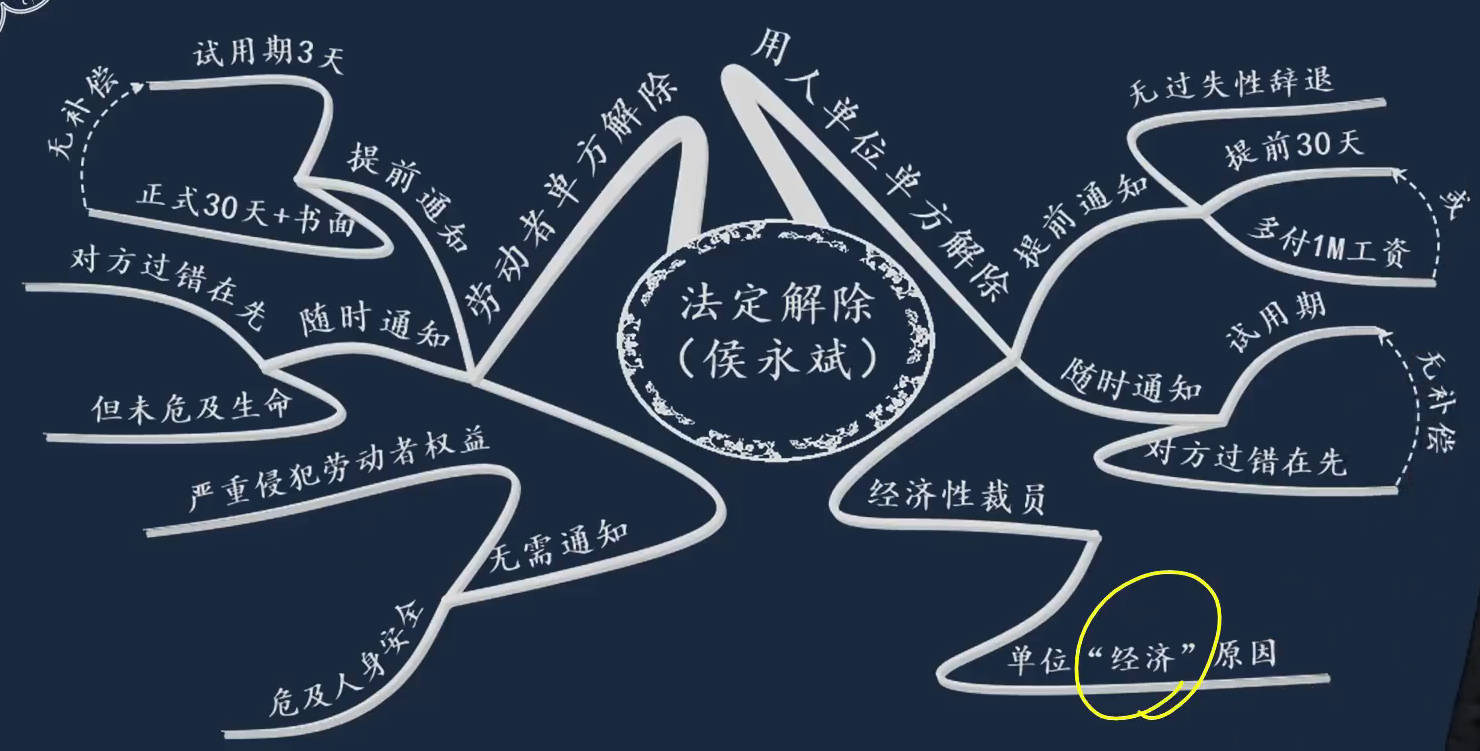 法定解除
（侯永斌）
劳动者单方解除
提前通知
试用期3天
正式30天+书面
无补偿
随时通知
对方过错在先
但未危及生命
无需通知
严重侵犯劳动者权益
危及人身安全
用人单位单方解除
提前通知
无过失性辞退
提前30天
多付1M工资
或
随时通知
试用期
对方过错在先
无补偿
经济性裁员
单位“经济”原因